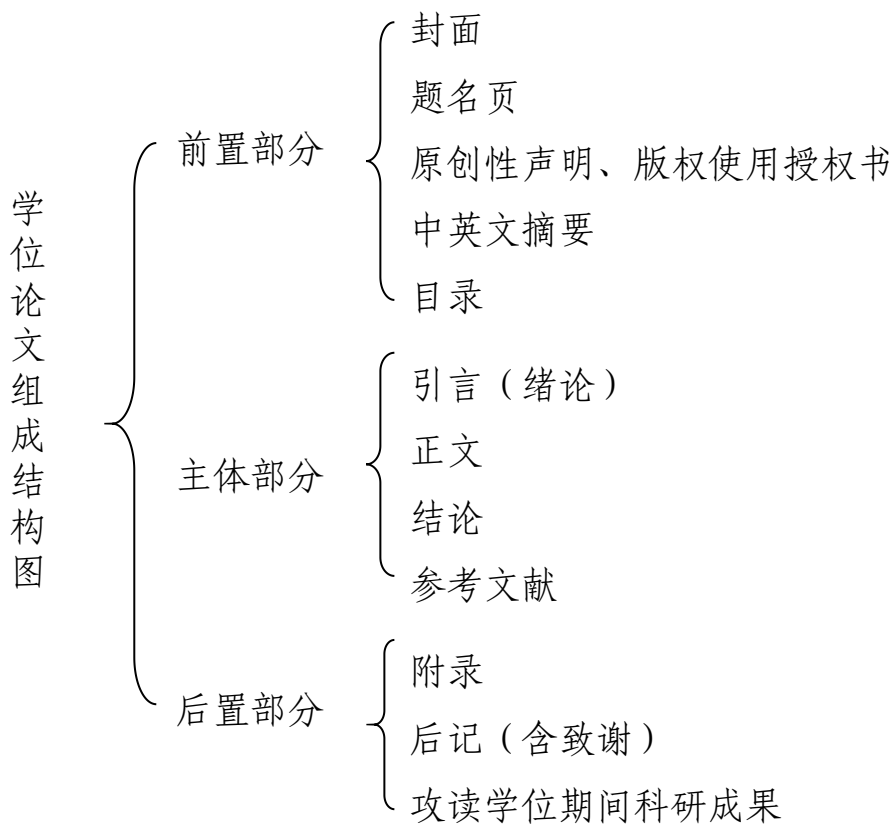 学位论文组成结构图
前置部分
封面
题名页
原创性声明、版权使用授权书
中英文摘要
目录
主体部分
引言（绪论）
正文
结论
参考文献
后置部分
附录
后记（含致谢）
攻读学位期间科研成果